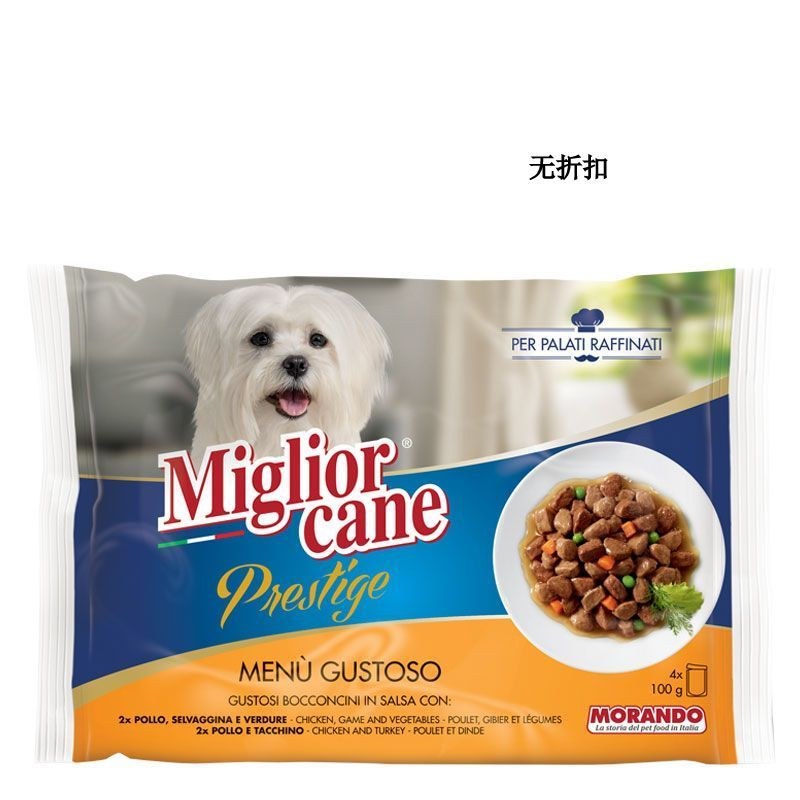 无折扣
PER PALATI RAFFINATI
Miglior®
cane
Prestige
MENÙ GUSTOSO
GUSTOSI BOCCONCINI IN SALSA CON:
2x POLLO, SELVAGGINA E VERDURE - CHICKEN, GAME AND VEGETABLES - POULET, GIBIER ET LÉGUMES
2x POLLO E TACCHINO - CHICKEN AND TURKEY - POULET ET DINDE
4x
100 g
MORANDO
La storia del pet food in Italia